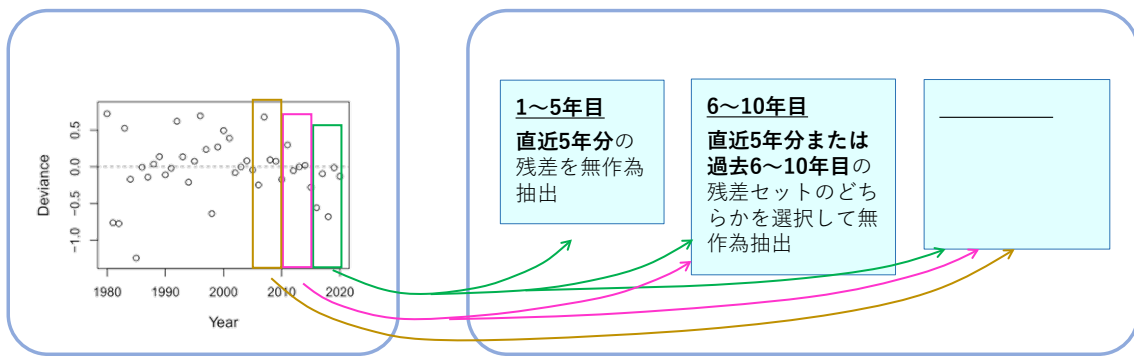 0.5
0.0
-0.5
-1.0
Deviance
1980 1990 2000 2010 2020
Year
1~5年目
直近5年分の
残差を無作為
抽出
6~10年目
直近5年分または
過去6~10年目の
残差セットのどち
らかを選択して無
作為抽出